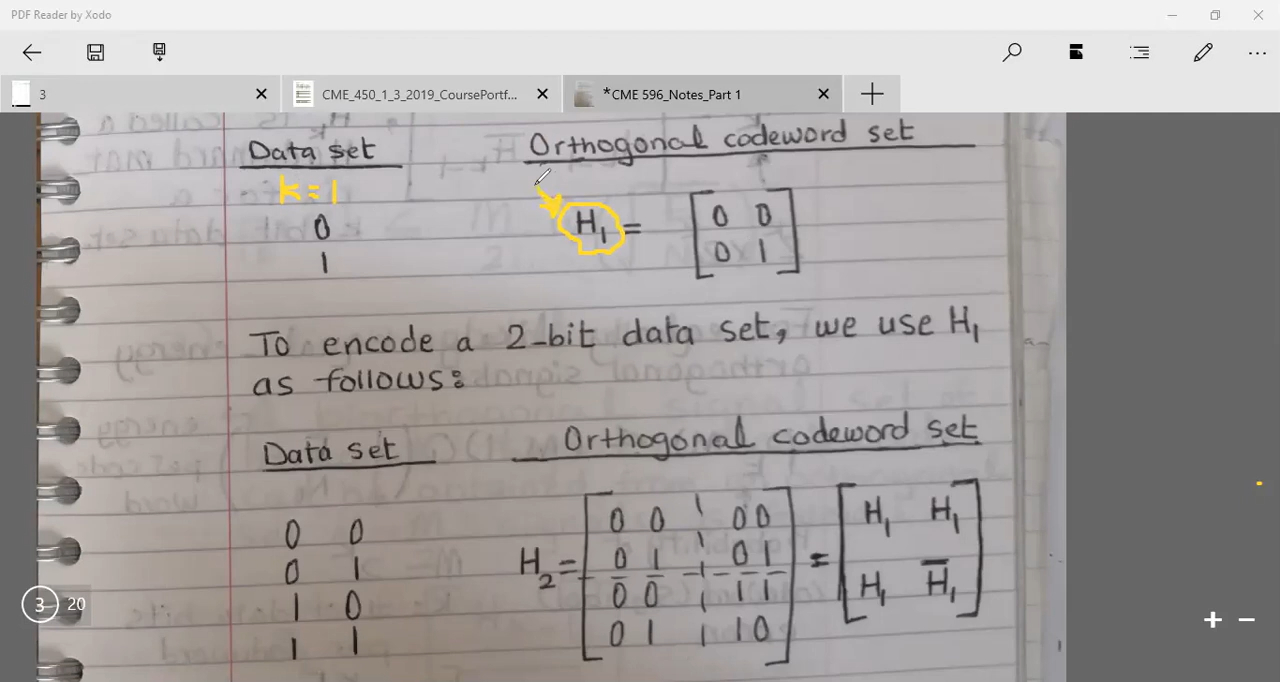 PDF Reader by Xodo
3 CME_450_1_3_2019_CoursePortf... *CME 596_Notes_Part 1
Data set Orthogonal codeword set
k=1
0
1
H1 = [0 0
0 1]
To encode a 2-bit data set, we use H1
as follows:
Data set Orthogonal codeword set
0 0
0 1
1 0
1 1
H2 = [0 0 | 0 0
0 1 | 0 1
0 0 | 1 1
0 1 | 1 0] = [H1 H1
H1 H̅1]
3 20